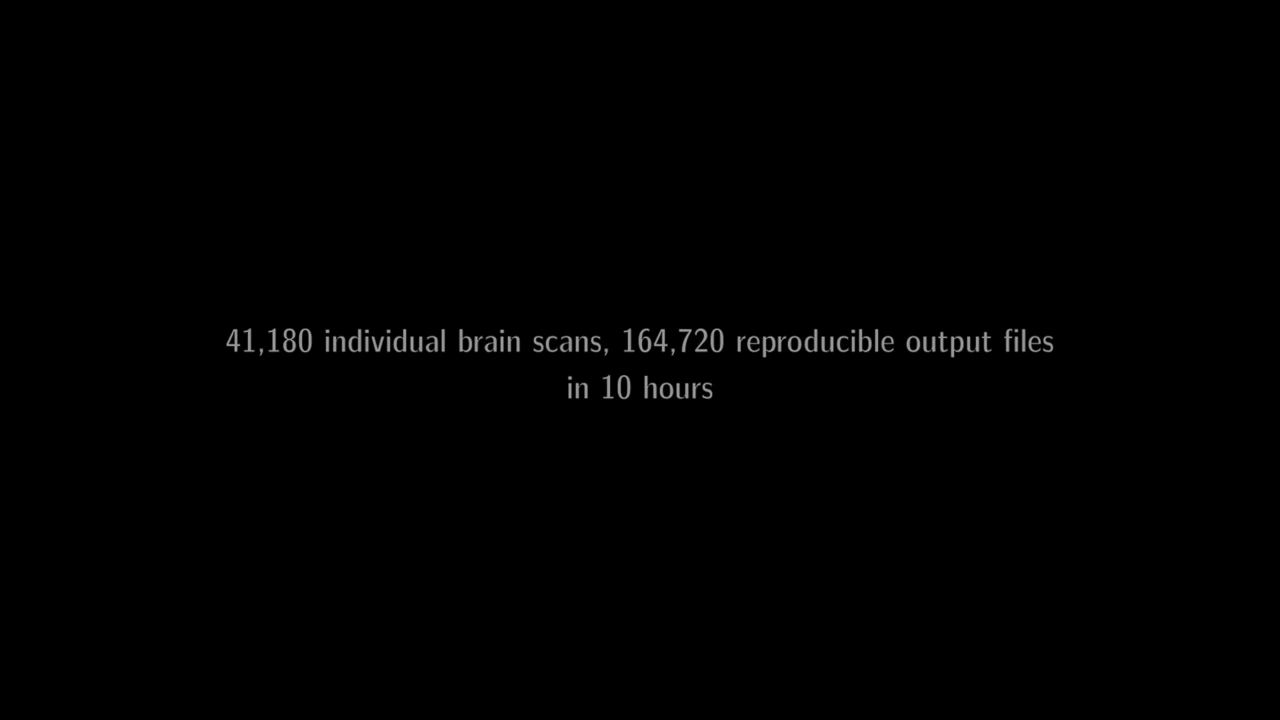 41,180 individual brain scans, 164,720 reproducible output files
in 10 hours